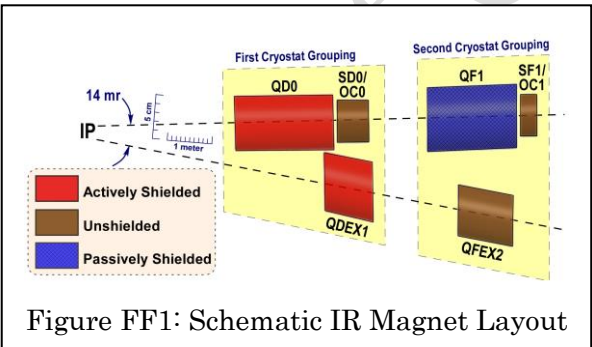 First Cryostat Grouping
Second Cryostat Grouping
QD0
SD0/
OC0
QF1
SF1/
OC1
14 mr
5 cm
IP
1 meter
Actively Shielded
Unshielded
Passively Shielded
QDEX1
QFEX2
Figure FF1: Schematic IR Magnet Layout